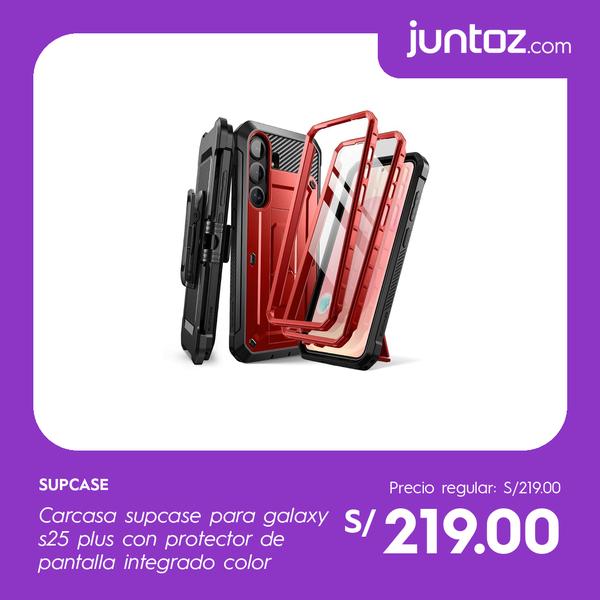 juntoz.com
SUPCASE
Precio regular: S/219.00
Carcasa supcase para galaxy
s25 plus con protector de
pantalla integrado color
S/ 219.00